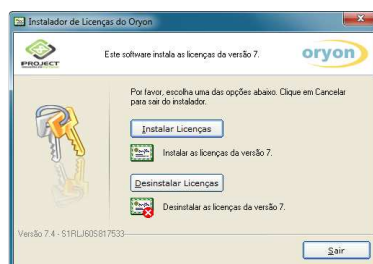 Instalador de Licenças do Oryon
PROJECT
Este software instala as licenças da versão 7.
oryon
Por favor, escolha uma das opções abaixo. Clique em Cancelar
para sair do instalador.
Instalar Licenças
Instalar as licenças da versão 7.
Desinstalar Licenças
Desinstalar as licenças da versão 7.
Versão 7.4 - S1RLJ60S817533
Sair